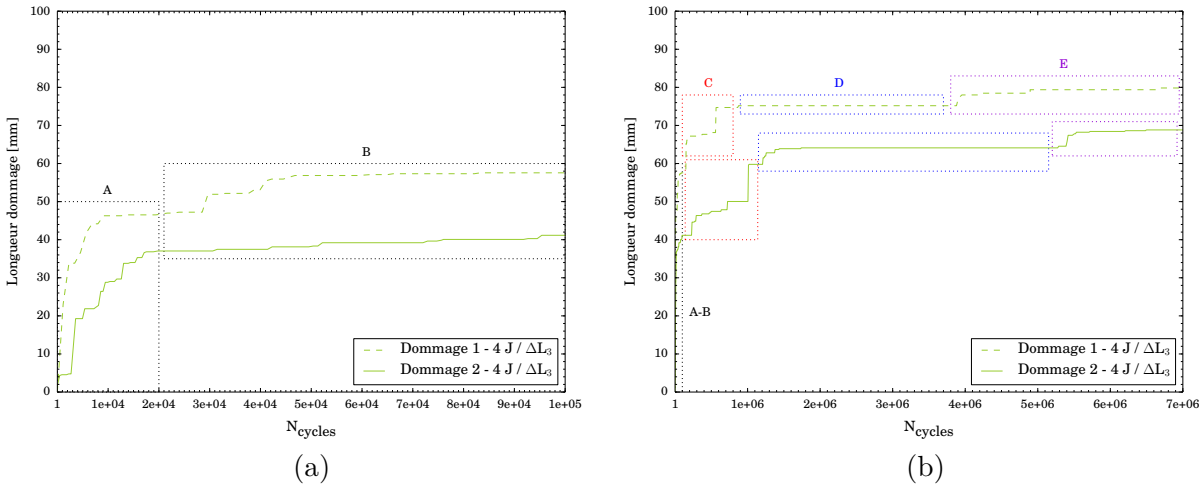 100
90
80
70
60
50
40
30
20
10
0
Longueur dommage [mm]
A
B
Dommage 1 - 4 J / ΔL3
Dommage 2 - 4 J / ΔL3
1 1e+04 2e+04 3e+04 4e+04 5e+04 6e+04 7e+04 8e+04 9e+04 1e+05
Ncycles
(a)
100
90
80
70
60
50
40
30
20
10
0
Longueur dommage [mm]
C
D
E
A-B
Dommage 1 - 4 J / ΔL3
Dommage 2 - 4 J / ΔL3
1 1e+06 2e+06 3e+06 4e+06 5e+06 6e+06 7e+06
Ncycles
(b)